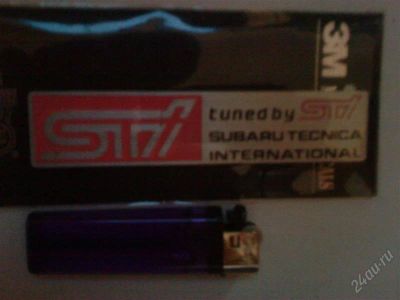 3M
STi
tuned by STi
SUBARU TECNICA
INTERNATIONAL
24au.ru